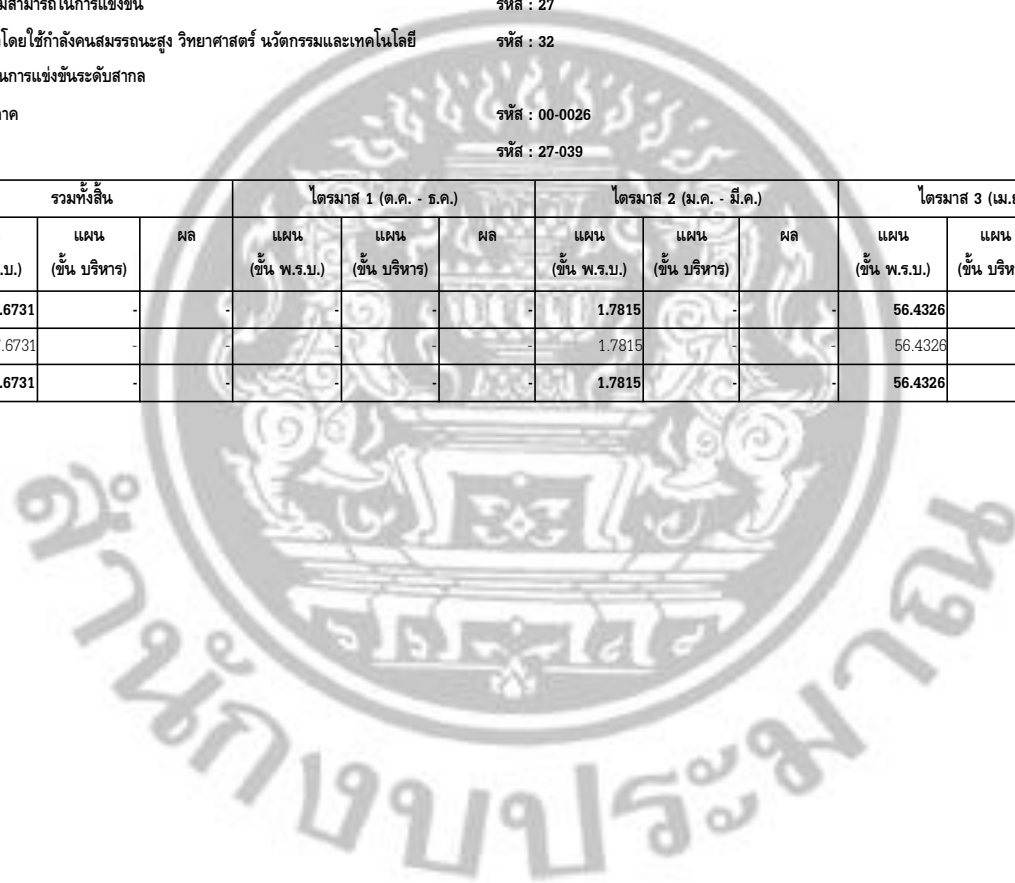 มสามารถในการแข่งขัน รหัส : 27
โดยใช้กำลังคนสมรรถนะสูง วิทยาศาสตร์ นวัตกรรมและเทคโนโลยี รหัส : 32
นการแข่งขันระดับสากล
าค รหัส : 00-0026
รหัส : 27-039
รวมทั้งสิ้น ไตรมาส 1 (ต.ค. - ธ.ค.) ไตรมาส 2 (ม.ค. - มี.ค.) ไตรมาส 3 (เม.ย
แผน ผล แผน แผน ผล แผน แผน ผล แผน แผน
.บ.) (ขั้น บริหาร) (ขั้น พ.ร.บ.) (ขั้น บริหาร) (ขั้น พ.ร.บ.) (ขั้น บริหาร) (ขั้น พ.ร.บ.) (ขั้น บริห
.6731 - - - - - 1.7815 - - 56.4326
7.6731 - - - - - 1.7815 - - 56.4326
.6731 - - - - - 1.7815 - - 56.4326
สำนักงบประมาณ